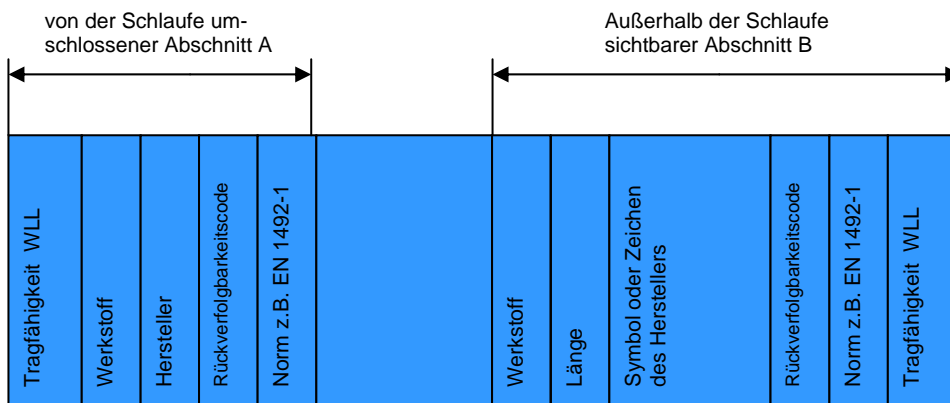 von der Schlaufe um-
schlossener Abschnitt A
Außerhalb der Schlaufe
sichtbarer Abschnitt B
Tragfähigkeit  WLL
Werkstoff
Hersteller
Rückverfolgbarkeitscode
Norm z.B. EN 1492-1
Werkstoff
Länge
Symbol oder Zeichen
des Herstellers
Rückverfolgbarkeitscode
Norm z.B. EN 1492-1
Tragfähigkeit  WLL